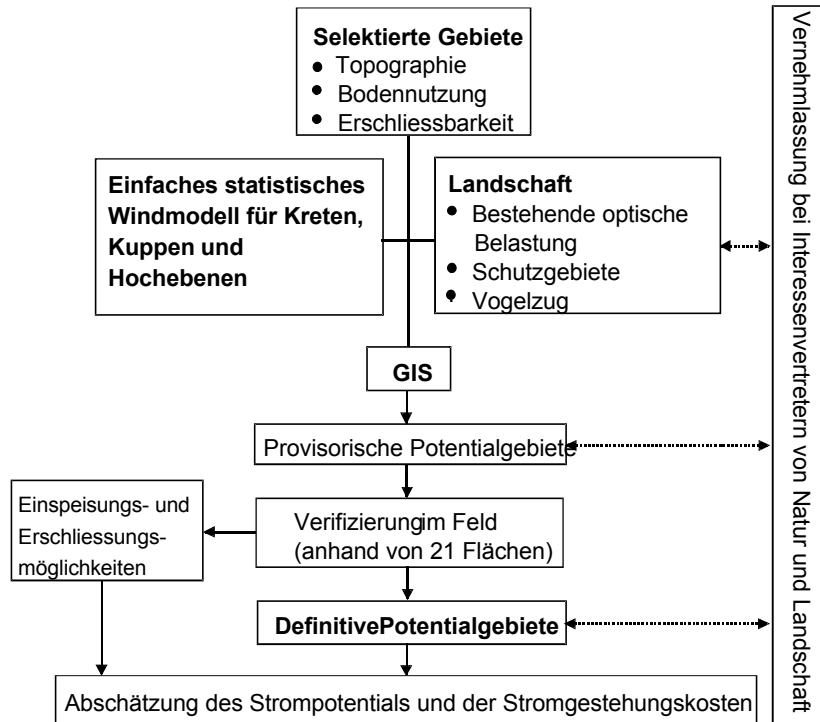 Selektierte Gebiete
• Topographie
• Bodennutzung
• Erschliessbarkeit
Einfaches statistisches
Windmodell für Kreten,
Kuppen und
Hochebenen
Landschaft
• Bestehende optische
Belastung
• Schutzgebiete
• Vogelzug
GIS
Provisorische Potentialgebiete
Einspeisungs- und
Erschliessungs-
möglichkeiten
Verifizierung im Feld
(anhand von 21 Flächen)
DefinitivePotentialgebiete
Abschätzung des Strompotentials und der Stromgestehungskosten
Vernehmlassung bei Interessenvertretern von Natur und Landschaft